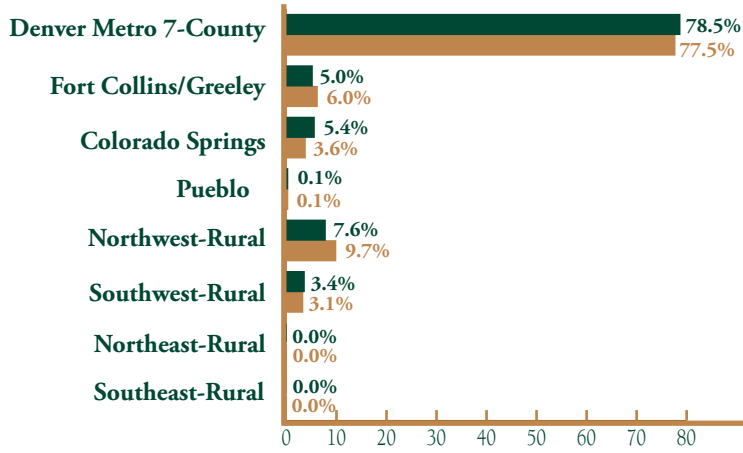 Denver Metro 7-County
78.5%
77.5%
Fort Collins/Greeley
5.0%
6.0%
Colorado Springs
5.4%
3.6%
Pueblo
0.1%
0.1%
Northwest-Rural
7.6%
9.7%
Southwest-Rural
3.4%
3.1%
Northeast-Rural
0.0%
0.0%
Southeast-Rural
0.0%
0.0%
0 10 20 30 40 50 60 70 80